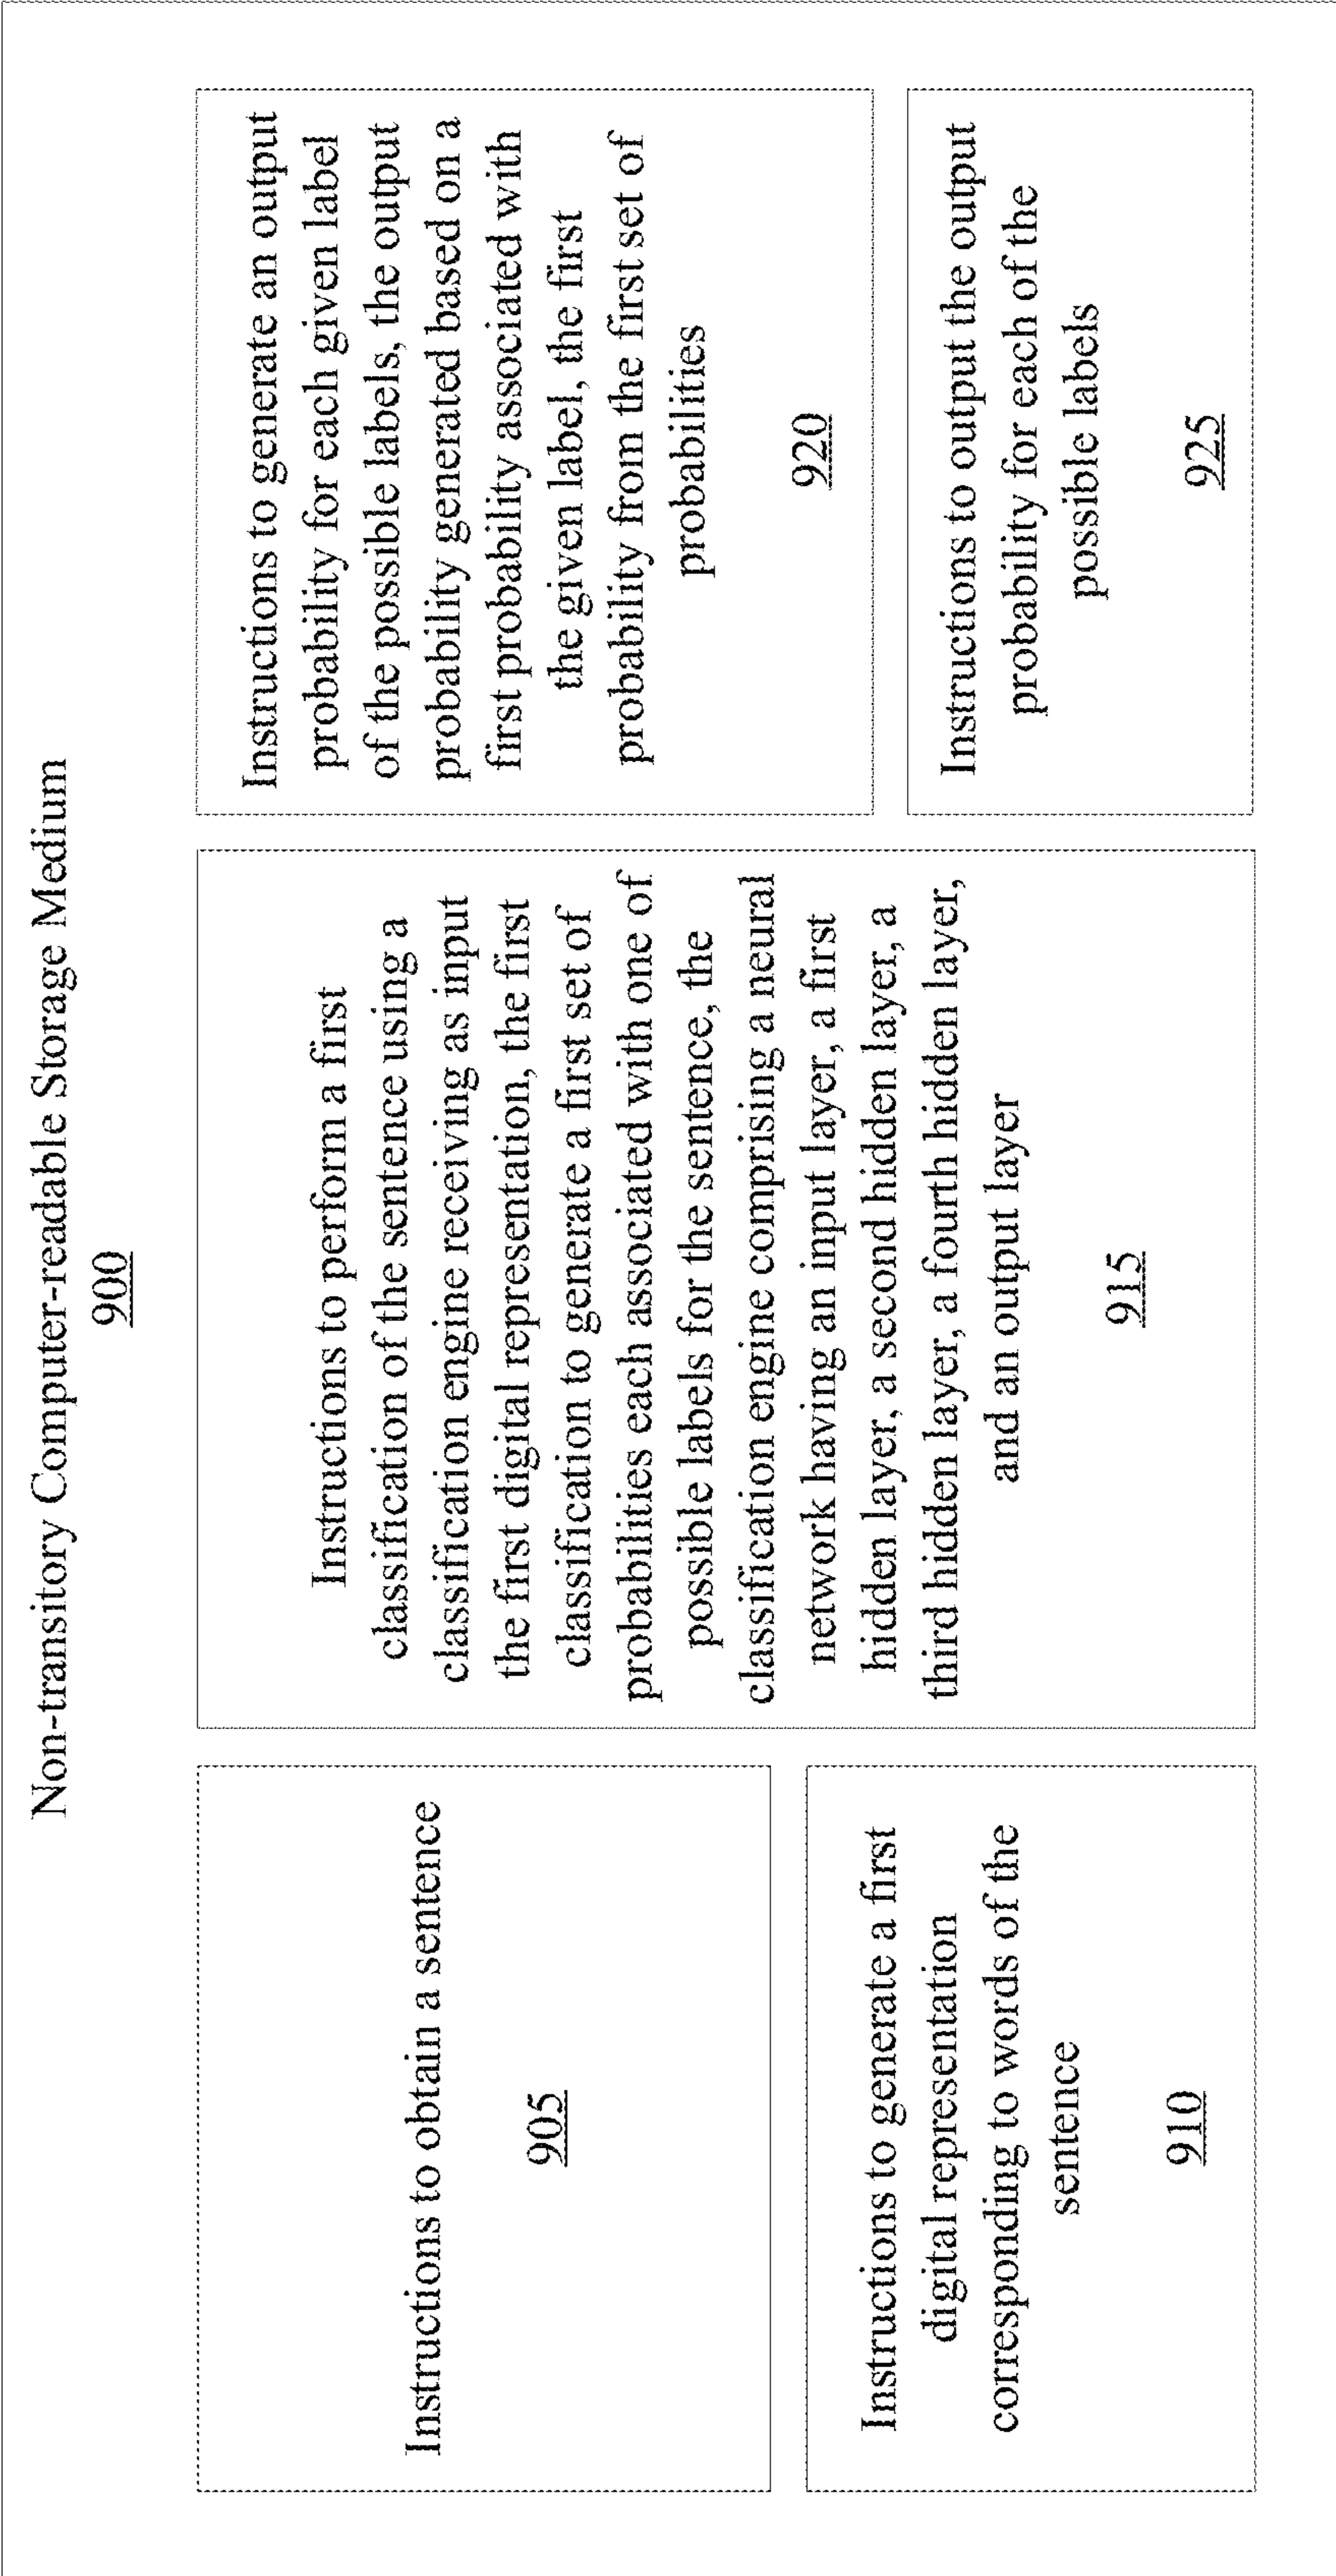 Non-transitory Computer-readable Storage Medium
900
Instructions to obtain a sentence
905
Instructions to generate a first
digital representation
corresponding to words of the
sentence
910
Instructions to perform a first
classification of the sentence using a
classification engine receiving as input
the first digital representation, the first
classification to generate a first set of
probabilities each associated with one of
possible labels for the sentence, the
classification engine comprising a neural
network having an input layer, a first
hidden layer, a second hidden layer, a
third hidden layer, a fourth hidden layer,
and an output layer
915
Instructions to generate an output
probability for each given label
of the possible labels, the output
probability generated based on a
first probability associated with
the given label, the first
probability from the first set of
probabilities
920
Instructions to output the output
probability for each of the
possible labels
925